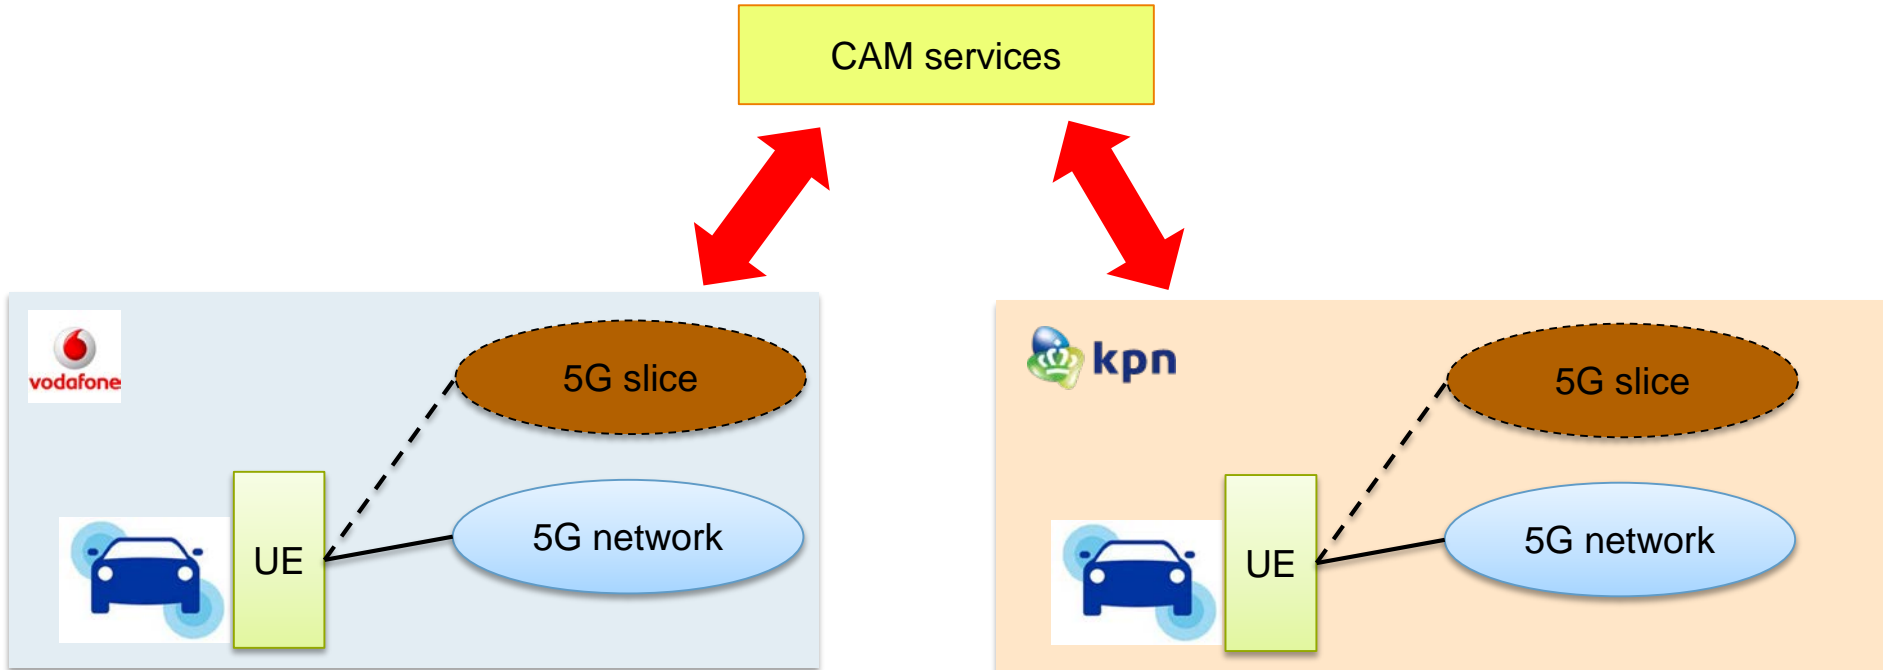 CAM services
vodafone
5G slice
5G network
UE
kpn
5G slice
5G network
UE